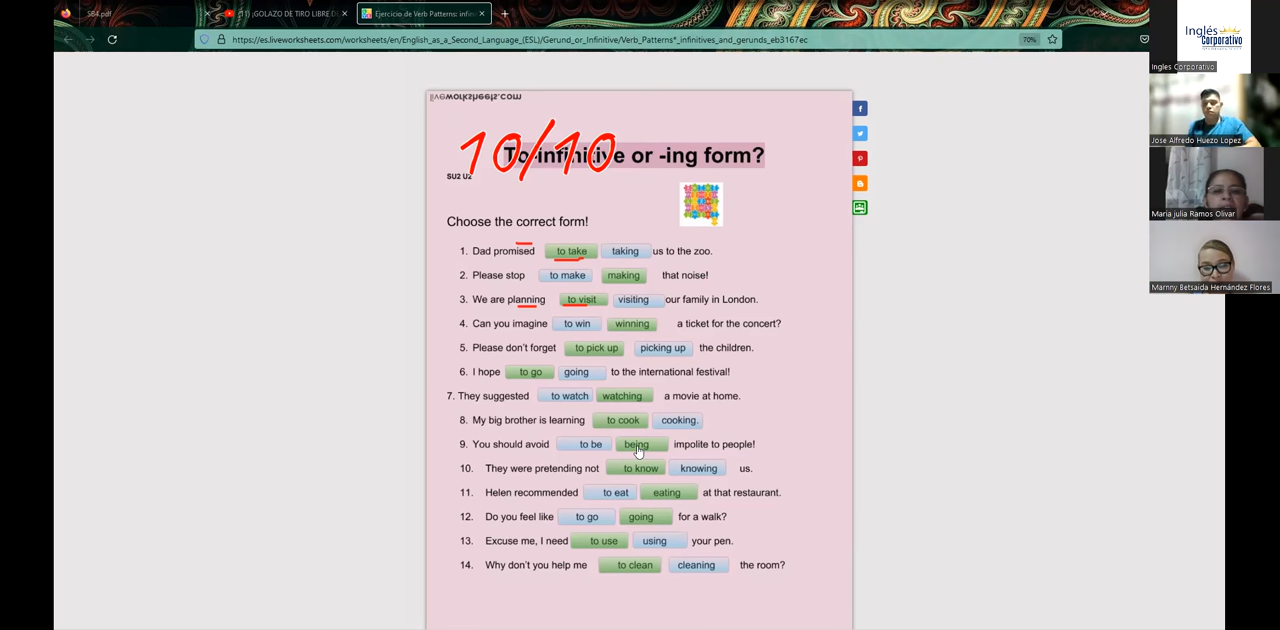 SB4.pdf
(11) ¡GOLAZO DE TIRO LIBRE D
Ejercicio de Verb Patterns: infin
https://es.liveworksheets.com/worksheets/en/English_as_a_Second_Language_(ESL)/Gerund_or_Infinitive/Verb_Patterns*_infinitives_and_gerunds_eb3167ec
70%
liveworksheets.com
10/10
To-infinitive or -ing form?
SU2 U2
Choose the correct form!
1. Dad promised to take taking us to the zoo.
2. Please stop to make making that noise!
3. We are planning to visit visiting our family in London.
4. Can you imagine to win winning a ticket for the concert?
5. Please don't forget to pick up picking up the children.
6. I hope to go going to the international festival!
7. They suggested to watch watching a movie at home.
8. My big brother is learning to cook cooking.
9. You should avoid to be being impolite to people!
10. They were pretending not to know knowing us.
11. Helen recommended to eat eating at that restaurant.
12. Do you feel like to go going for a walk?
13. Excuse me, I need to use using your pen.
14. Why don't you help me to clean cleaning the room?
Inglés
Corporativo
Ingles Corporativo
Jose Alfredo Huezo Lopez
Maria julia Ramos Olivar
Marnny Betsaida Hernández Flores